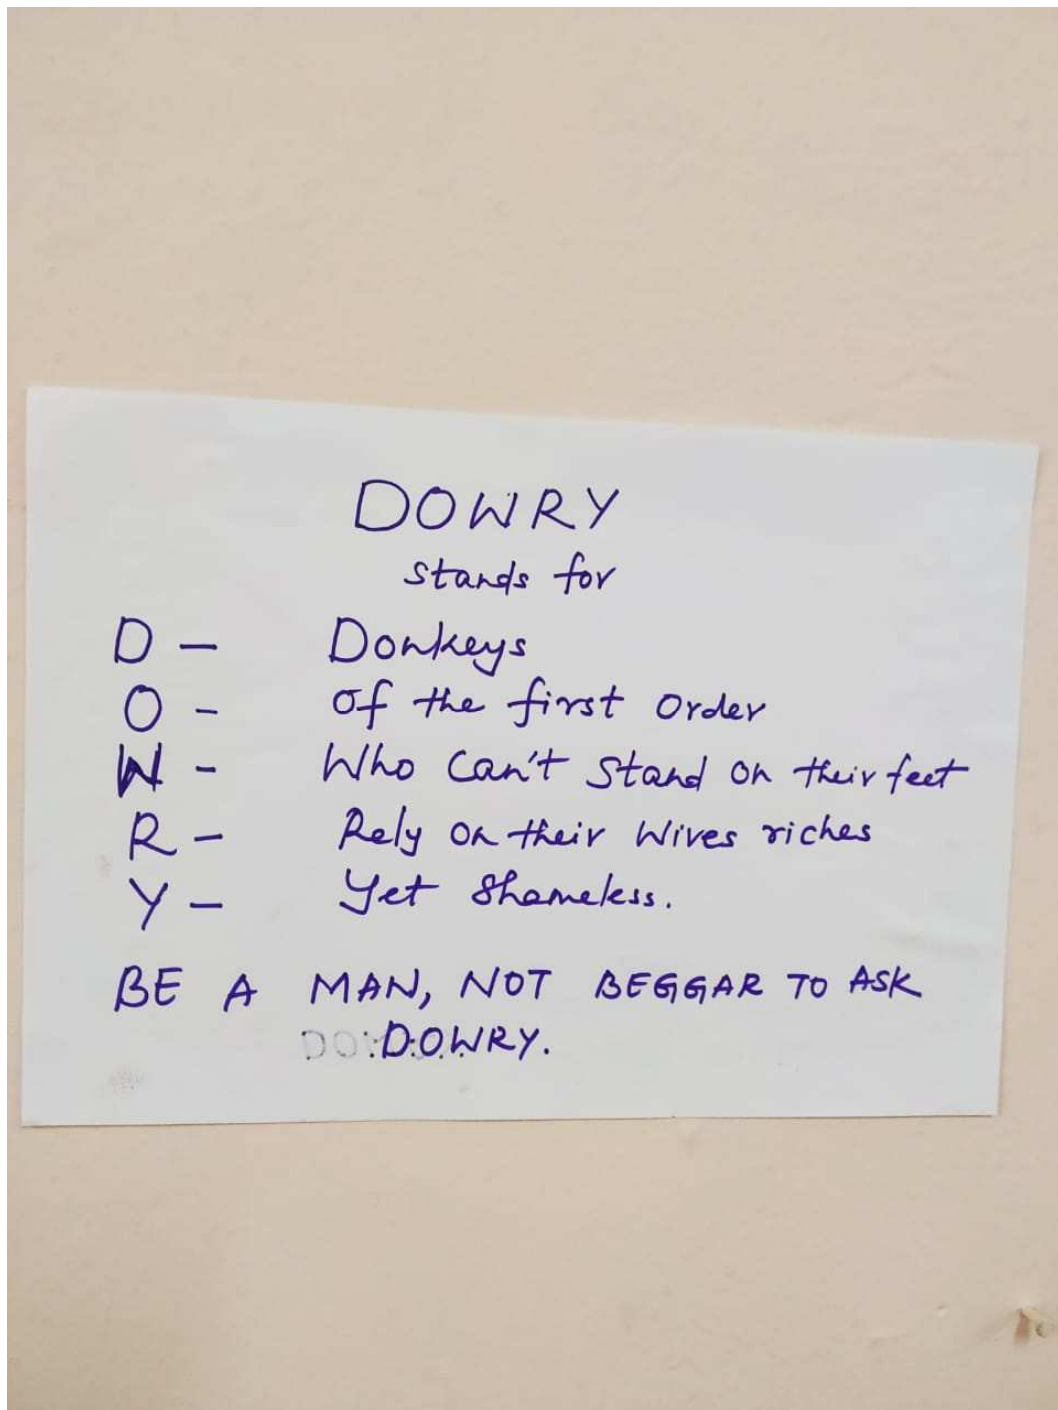 DOWRY
stands for
D - Donkeys
O - Of the first order
W - Who Can't Stand on their feet
R - Rely on their Wives riches
Y - Yet Shameless.
BE A MAN, NOT BEGGAR TO ASK
DOWRY.